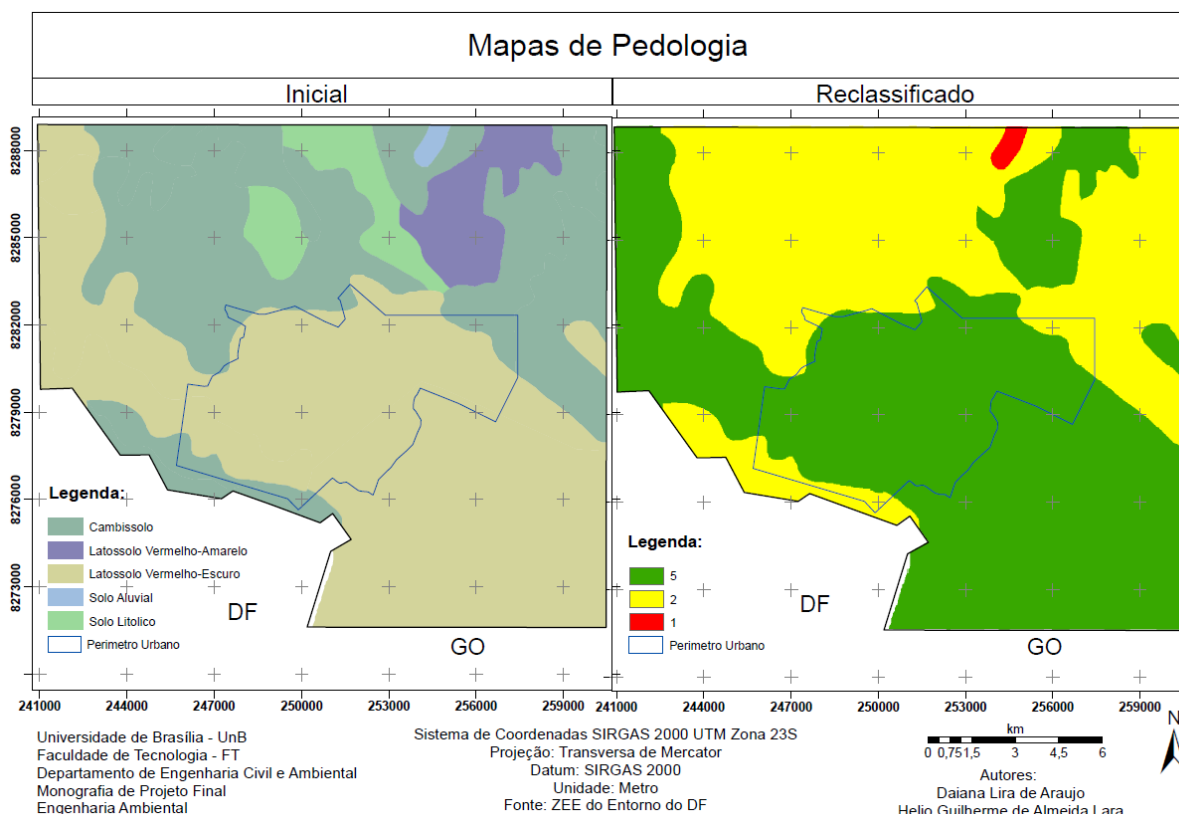 Mapas de Pedologia
Inicial
Reclassificado
8288000
8285000
8282000
8279000
8276000
8273000
Legenda:
Cambissolo
Latossolo Vermelho-Amarelo
Latossolo Vermelho-Escuro
Solo Aluvial
Solo Litolico
Perimetro Urbano
DF
GO
Legenda:
5
2
1
Perimetro Urbano
DF
GO
241000 244000 247000 250000 253000 256000 259000
241000 244000 247000 250000 253000 256000 259000
Universidade de Brasília - UnB
Faculdade de Tecnologia - FT
Departamento de Engenharia Civil e Ambiental
Monografia de Projeto Final
Engenharia Ambiental
Sistema de Coordenadas SIRGAS 2000 UTM Zona 23S
Projeção: Transversa de Mercator
Datum: SIRGAS 2000
Unidade: Metro
Fonte: ZEE do Entorno do DF
km
0 0,75 1,5 3 4,5 6
N
Autores:
Daiana Lira de Araujo
Helio Guilherme de Almeida Lara